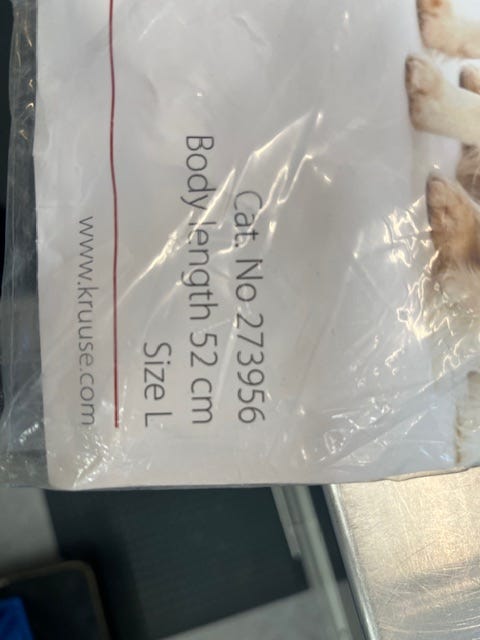 Cat. No 273956
Body length 52 cm
Size L
www.kruuse.com